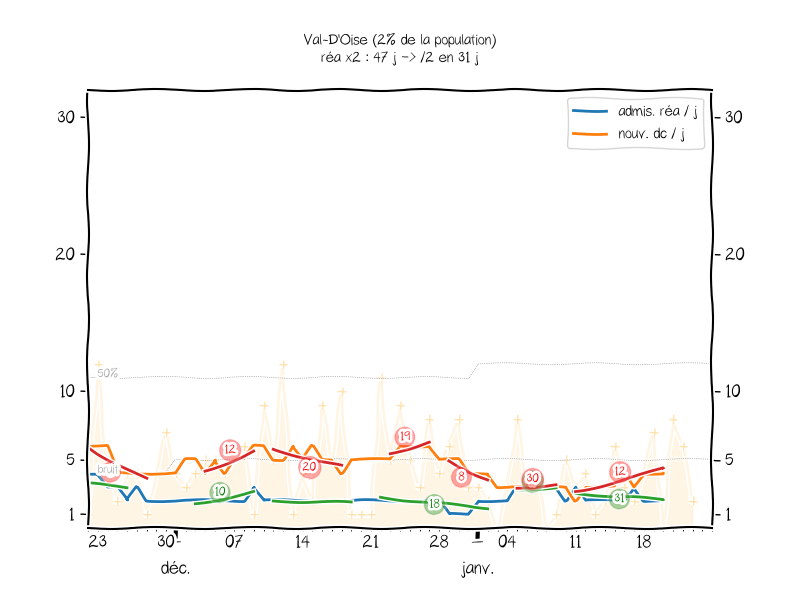 Val-D'Oise (2% de la population)
réa x2 : 47 j -> /2 en 31 j
admis. réa / j
nouv. dc / j
30 30
20 20
50%
10 10
12 19 20 8 30 12
5 5
bruit
10 18 31
1 1
23 30 07 14 21 28 04 11 18
déc. janv.